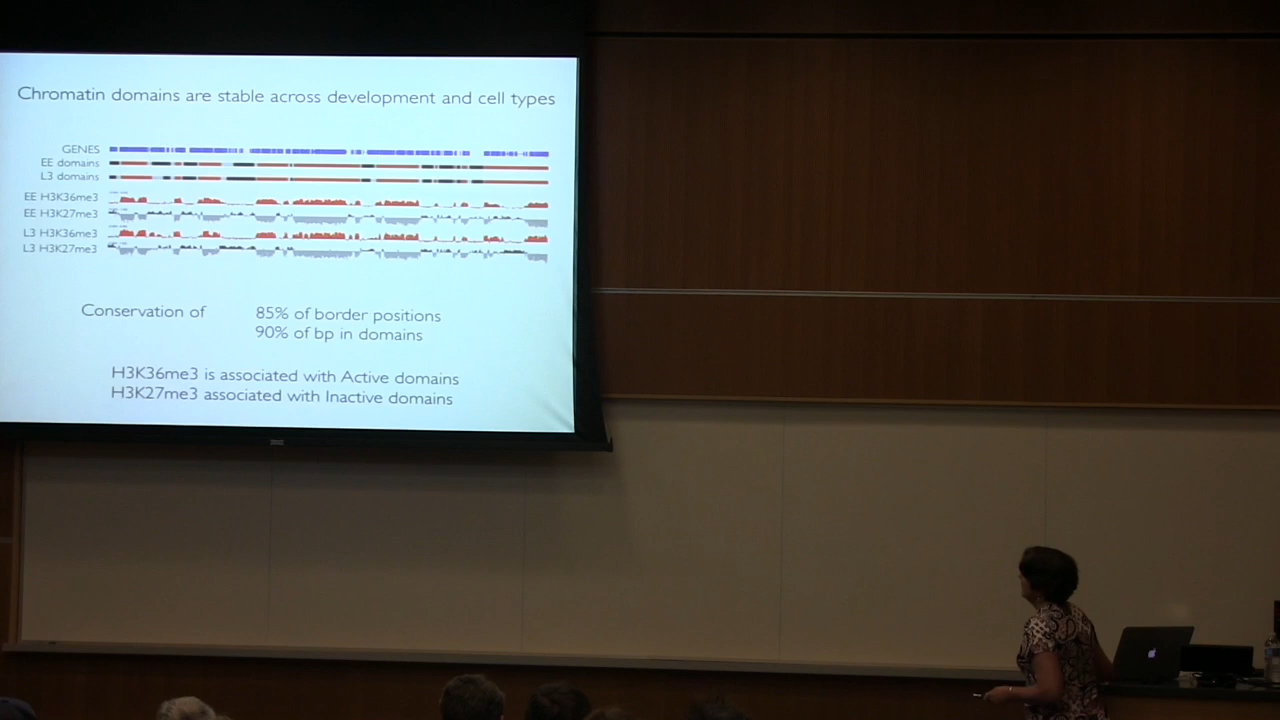 Chromatin domains are stable across development and cell types
GENES
EE domains
L3 domains
EE H3K36me3
EE H3K27me3
L3 H3K36me3
L3 H3K27me3
Conservation of
85% of border positions
90% of bp in domains
H3K36me3 is associated with Active domains
H3K27me3 associated with Inactive domains